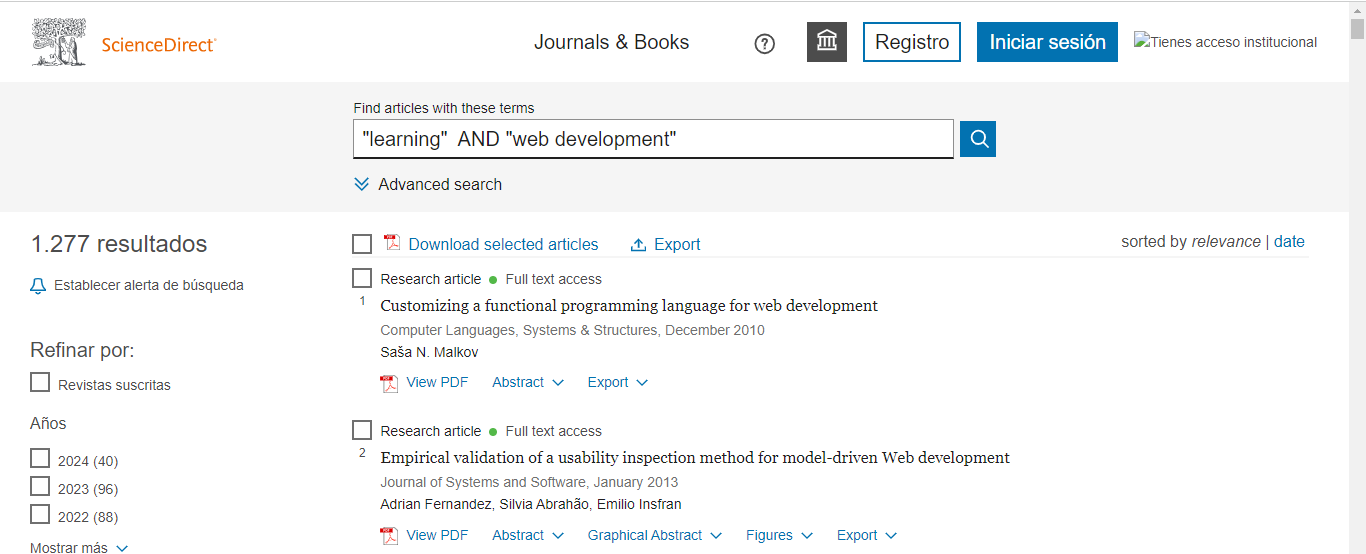 ScienceDirect
Journals & Books
?
Registro
Iniciar sesión
Tienes acceso institucional
Find articles with these terms
"learning"  AND "web development"
Advanced search
1.277 resultados
Establecer alerta de búsqueda
Refinar por:
Revistas suscritas
Años
2024 (40)
2023 (96)
2022 (88)
Mostrar más
Download selected articles
Export
sorted by relevance | date
Research article
Full text access
1
Customizing a functional programming language for web development
Computer Languages, Systems & Structures, December 2010
Saša N. Malkov
View PDF
Abstract
Export
Research article
Full text access
2
Empirical validation of a usability inspection method for model-driven Web development
Journal of Systems and Software, January 2013
Adrian Fernandez, Silvia Abrahão, Emilio Insfran
View PDF
Abstract
Graphical Abstract
Figures
Export